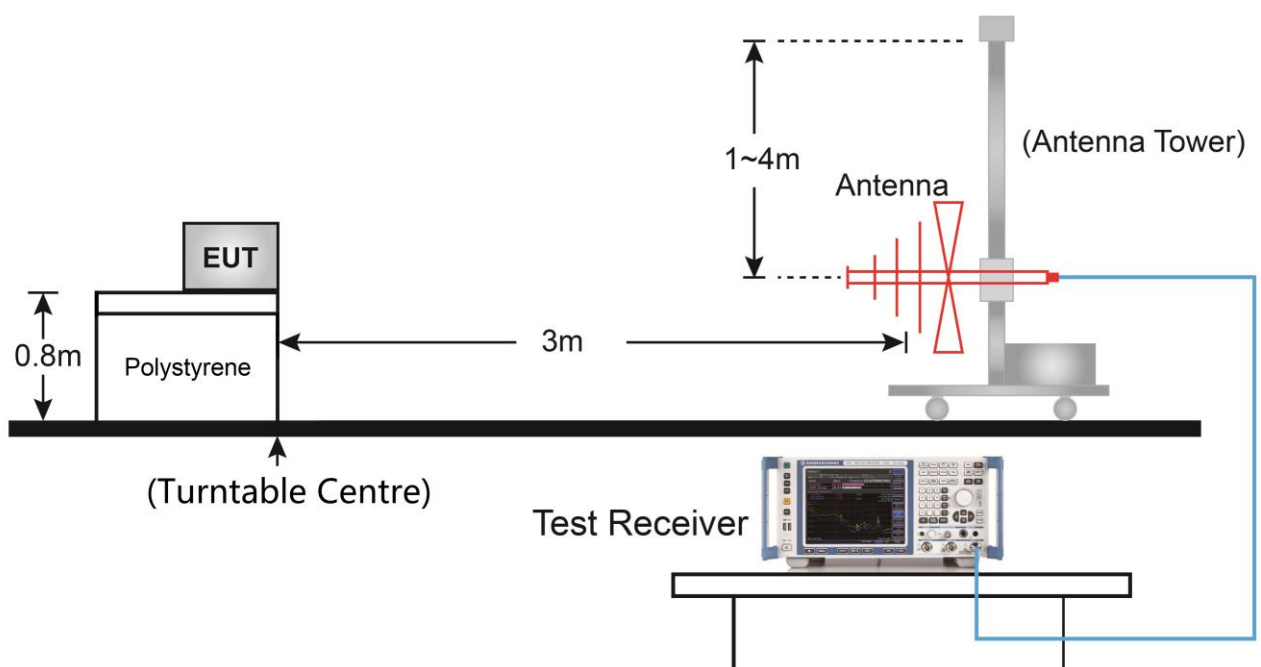 (Antenna Tower)
1~4m
Antenna
EUT
3m
0.8m
Polystyrene
(Turntable Centre)
Test Receiver